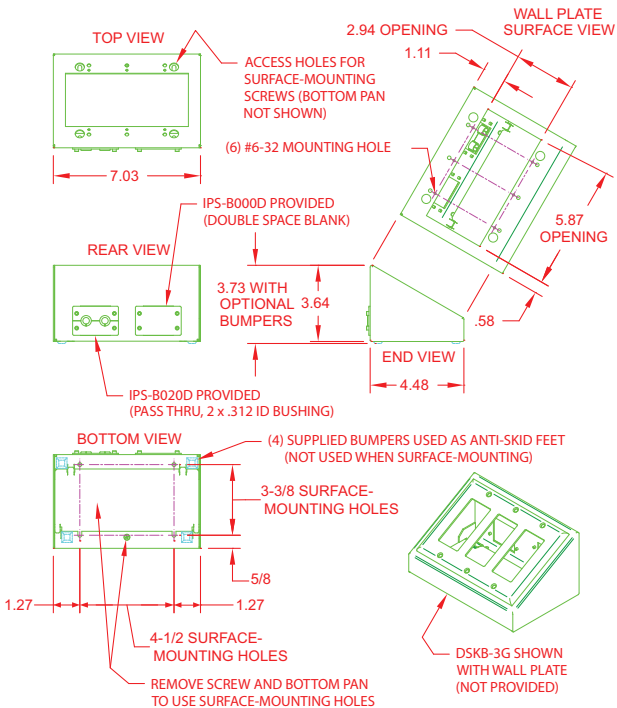 WALL PLATE
SURFACE VIEW
2.94 OPENING
1.11
TOP VIEW
ACCESS HOLES FOR
SURFACE-MOUNTING
SCREWS (BOTTOM PAN
NOT SHOWN)
(6) #6-32 MOUNTING HOLE
7.03
IPS-B000D PROVIDED
(DOUBLE SPACE BLANK)
5.87
OPENING
REAR VIEW
3.73 WITH
OPTIONAL
BUMPERS
3.64
.58
END VIEW
4.48
IPS-B020D PROVIDED
(PASS THRU, 2 x .312 ID BUSHING)
BOTTOM VIEW
(4) SUPPLIED BUMPERS USED AS ANTI-SKID FEET
(NOT USED WHEN SURFACE-MOUNTING)
3-3/8 SURFACE-
MOUNTING HOLES
5/8
1.27
1.27
4-1/2 SURFACE-
MOUNTING HOLES
REMOVE SCREW AND BOTTOM PAN
TO USE SURFACE-MOUNTING HOLES
DSKB-3G SHOWN
WITH WALL PLATE
(NOT PROVIDED)